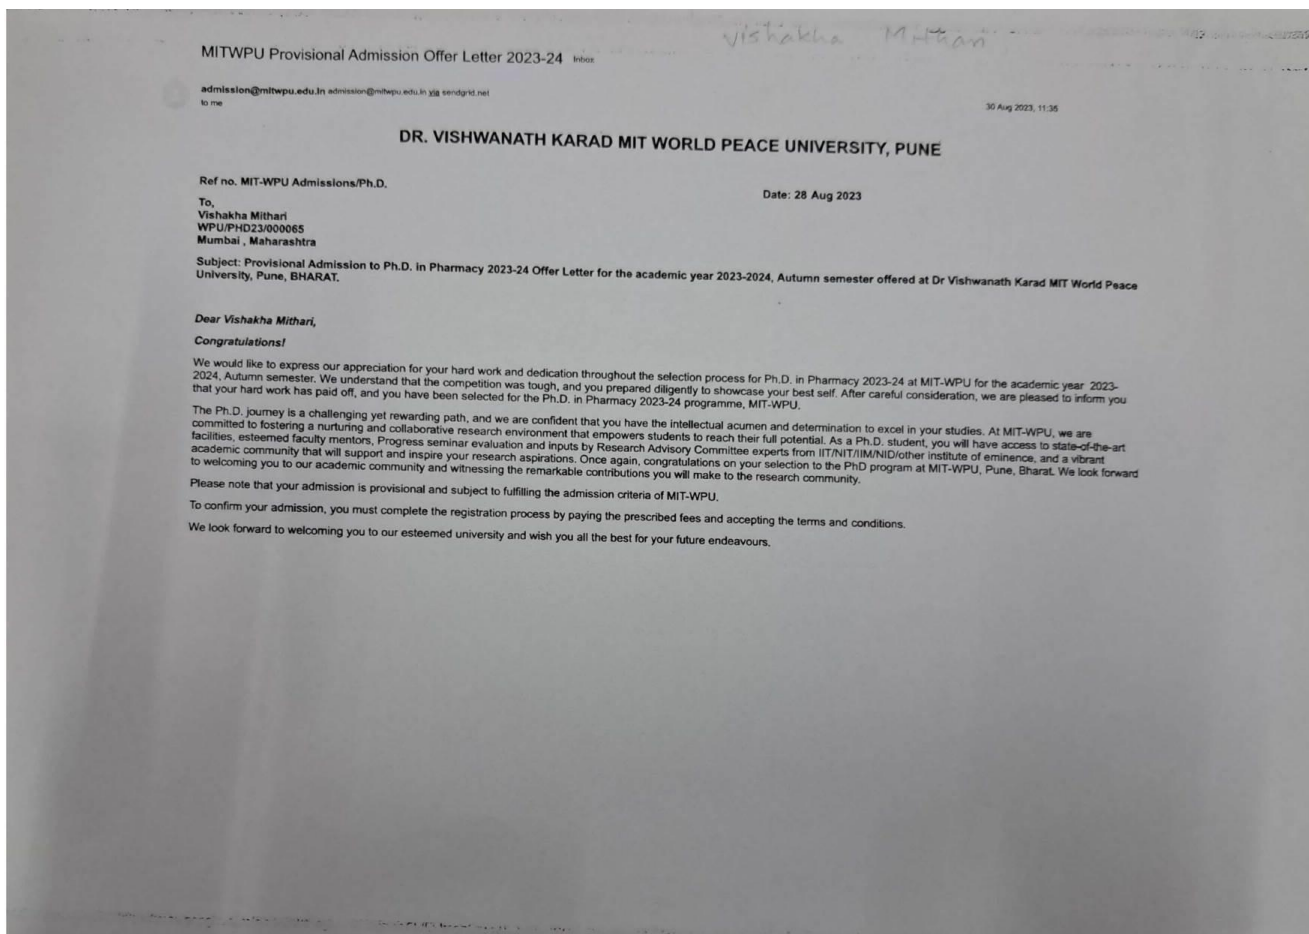 Vishakha Mithari
MITWPU Provisional Admission Offer Letter 2023-24 Inbox
admission@mitwpu.edu.in admission@mitwpu.edu.in via sendgrid.net
to me
30 Aug 2023, 11:35
DR. VISHWANATH KARAD MIT WORLD PEACE UNIVERSITY, PUNE
Ref no. MIT-WPU Admissions/Ph.D.
Date: 28 Aug 2023
To,
Vishakha Mithari
WPU/PHD23/000065
Mumbai , Maharashtra
Subject: Provisional Admission to Ph.D. in Pharmacy 2023-24 Offer Letter for the academic year 2023-2024, Autumn semester offered at Dr Vishwanath Karad MIT World Peace
University, Pune, BHARAT.
Dear Vishakha Mithari,
Congratulations!
We would like to express our appreciation for your hard work and dedication throughout the selection process for Ph.D. in Pharmacy 2023-24 at MIT-WPU for the academic year 2023-
2024, Autumn semester. We understand that the competition was tough, and you prepared diligently to showcase your best self. After careful consideration, we are pleased to inform you
that your hard work has paid off, and you have been selected for the Ph.D. in Pharmacy 2023-24 programme, MIT-WPU.
The Ph.D. journey is a challenging yet rewarding path, and we are confident that you have the intellectual acumen and determination to excel in your studies. At MIT-WPU, we are
committed to fostering a nurturing and collaborative research environment that empowers students to reach their full potential. As a Ph.D. student, you will have access to state-of-the-art
facilities, esteemed faculty mentors, Progress seminar evaluation and inputs by Research Advisory Committee experts from IIT/NIT/IIM/NID/other institute of eminence, and a vibrant
academic community that will support and inspire your research aspirations. Once again, congratulations on your selection to the PhD program at MIT-WPU, Pune, Bharat. We look forward
to welcoming you to our academic community and witnessing the remarkable contributions you will make to the research community.
Please note that your admission is provisional and subject to fulfilling the admission criteria of MIT-WPU.
To confirm your admission, you must complete the registration process by paying the prescribed fees and accepting the terms and conditions.
We look forward to welcoming you to our esteemed university and wish you all the best for your future endeavours.